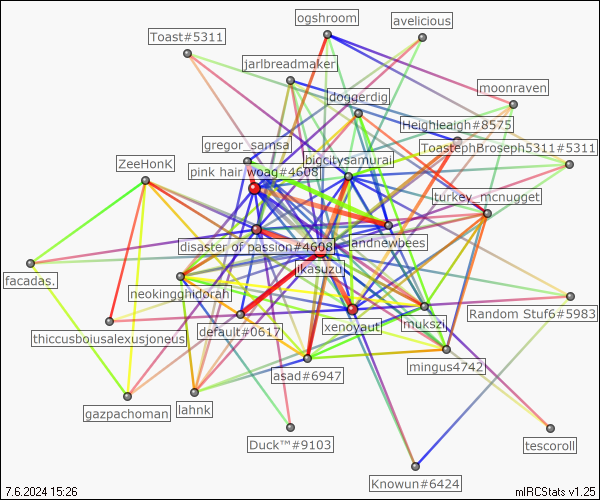 ogshroom
avelicious
Toast#5311
jarlbreadmaker
moonraven
doggerdig
Heighleaigh#8575
gregor_samsa
ToastephBroseph5311#5311
bigcitysamurai
ZeeHonk
pink hair woag#4608
turkey_mcnugget
disaster of passion#4608
andnewbees
ikasuzu
facadas.
neokingghidorah
Random Stuf6#5983
thiccusboiusalexusjoneus
default#0617
xenoyaut
mukszi
mingus4742
asad#6947
gazpachoman
lahnk
Duck™#9103
tescoroll
Knowun#6424
7.6.2024 15:26
mIRCStats v1.25